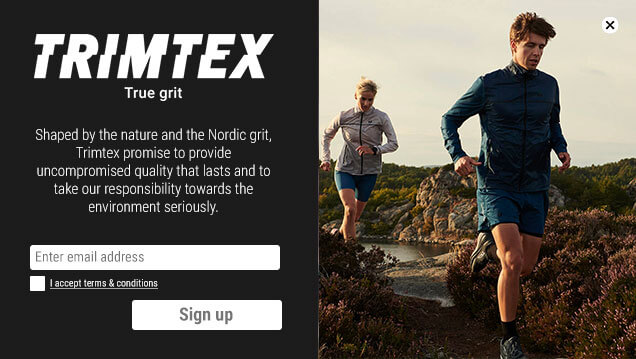 TRIMTEX
True grit
Shaped by the nature and the Nordic grit,
Trimtex promise to provide
uncompromised quality that lasts and to
take our responsibility towards the
environment seriously.
Enter email address
I accept terms & conditions
Sign up